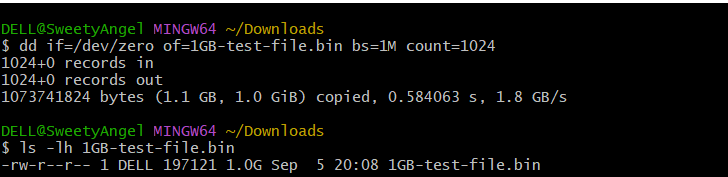 DELL@SweetyAngel MINGW64 ~/Downloads
$ dd if=/dev/zero of=1GB-test-file.bin bs=1M count=1024
1024+0 records in
1024+0 records out
1073741824 bytes (1.1 GB, 1.0 GiB) copied, 0.584063 s, 1.8 GB/s
DELL@SweetyAngel MINGW64 ~/Downloads
$ ls -lh 1GB-test-file.bin
-rw-r--r-- 1 DELL 197121 1.0G Sep  5 20:08 1GB-test-file.bin